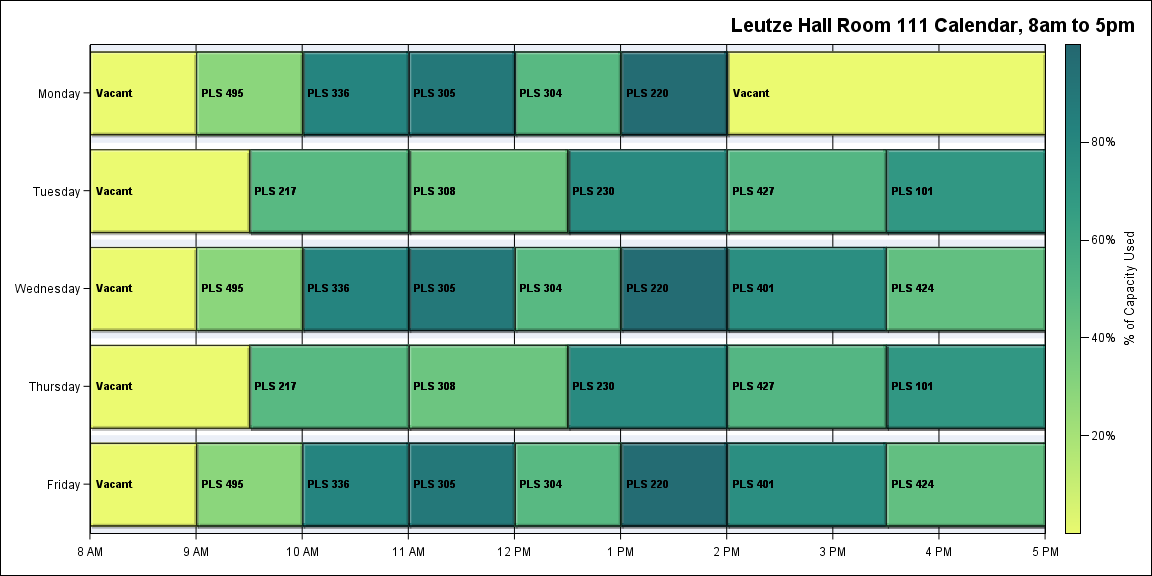 Leutze Hall Room 111 Calendar, 8am to 5pm
Monday
Vacant
PLS 495
PLS 336
PLS 305
PLS 304
PLS 220
Vacant
Tuesday
Vacant
PLS 217
PLS 308
PLS 230
PLS 427
PLS 101
Wednesday
Vacant
PLS 495
PLS 336
PLS 305
PLS 304
PLS 220
PLS 401
PLS 424
Thursday
Vacant
PLS 217
PLS 308
PLS 230
PLS 427
PLS 101
Friday
Vacant
PLS 495
PLS 336
PLS 305
PLS 304
PLS 220
PLS 401
PLS 424
8 AM
9 AM
10 AM
11 AM
12 PM
1 PM
2 PM
3 PM
4 PM
5 PM
80%
60%
40%
20%
% of Capacity Used